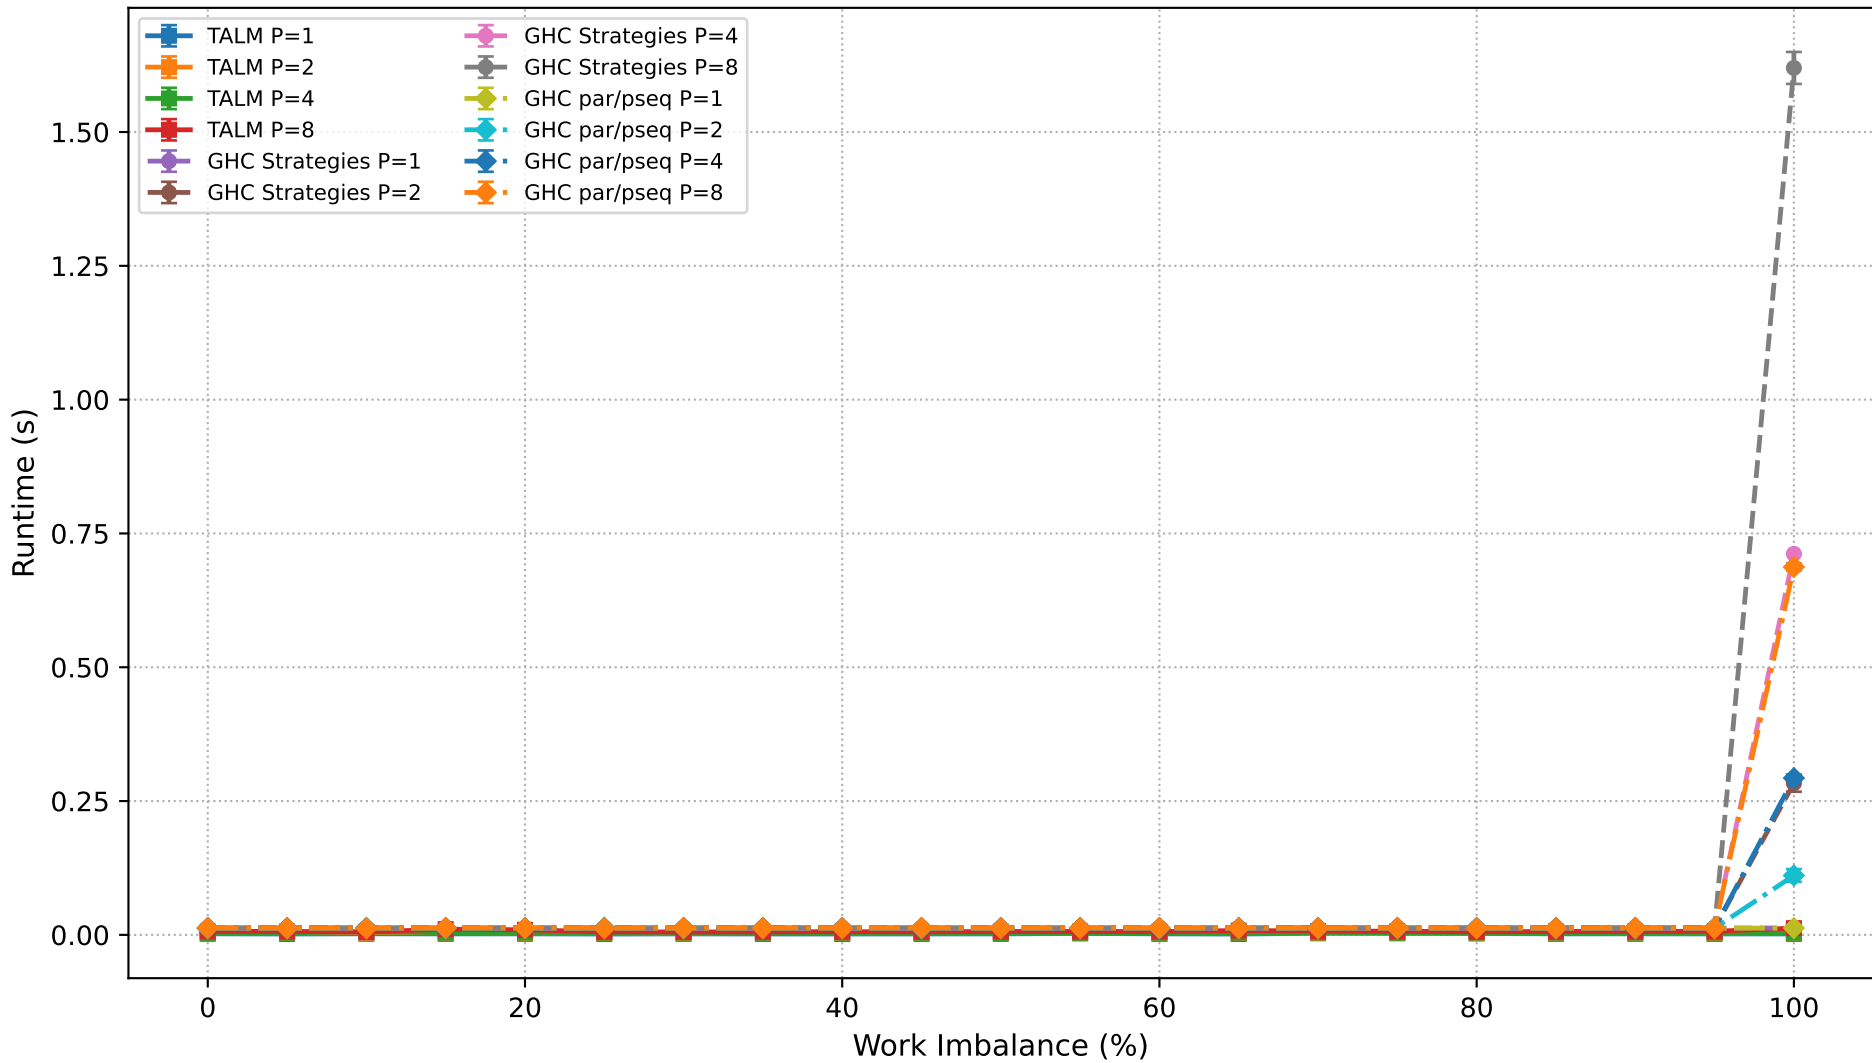 TALM P=1
TALM P=2
TALM P=4
TALM P=8
GHC Strategies P=1
GHC Strategies P=2
GHC Strategies P=4
GHC Strategies P=8
GHC par/pseq P=1
GHC par/pseq P=2
GHC par/pseq P=4
GHC par/pseq P=8
Runtime (s)
1.50
1.25
1.00
0.75
0.50
0.25
0.00
0 20 40 60 80 100
Work Imbalance (%)